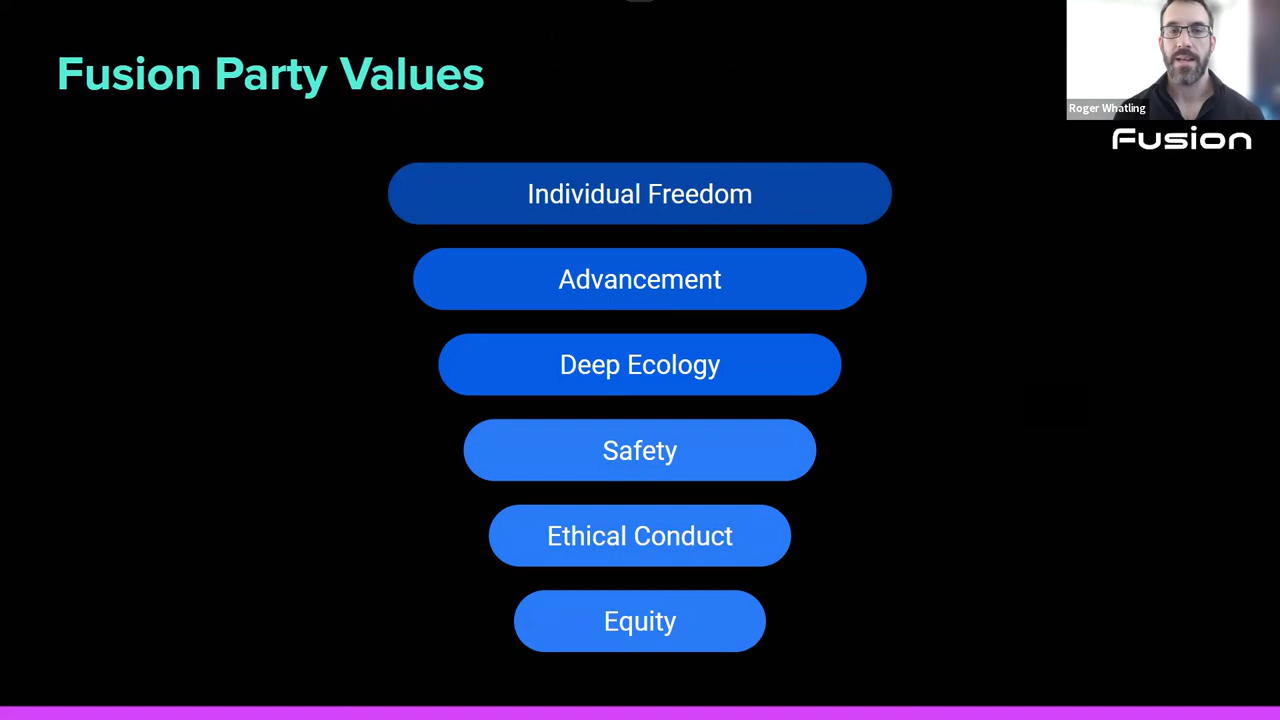 Fusion Party Values
Roger Whatling
Fusion
Individual Freedom
Advancement
Deep Ecology
Safety
Ethical Conduct
Equity